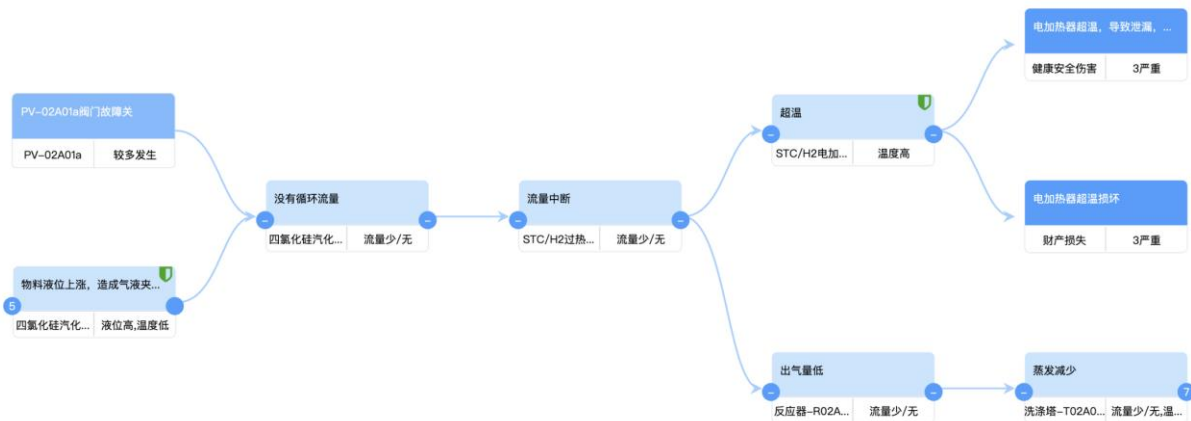 PV-02A01a阀门故障关
PV-02A01a 较多发生
物料液位上涨，造成气液夹...
5
四氯化硅汽化... 液位高,温度低
没有循环流量
四氯化硅汽化... 流量少/无
流量中断
STC/H2过热... 流量少/无
超温
STC/H2电加... 温度高
出气量低
反应器-R02A... 流量少/无
电加热器超温，导致泄漏，...
健康安全伤害 3严重
电加热器超温损坏
财产损失 3严重
蒸发减少
7
洗涤塔-T02A0... 流量少/无,温...